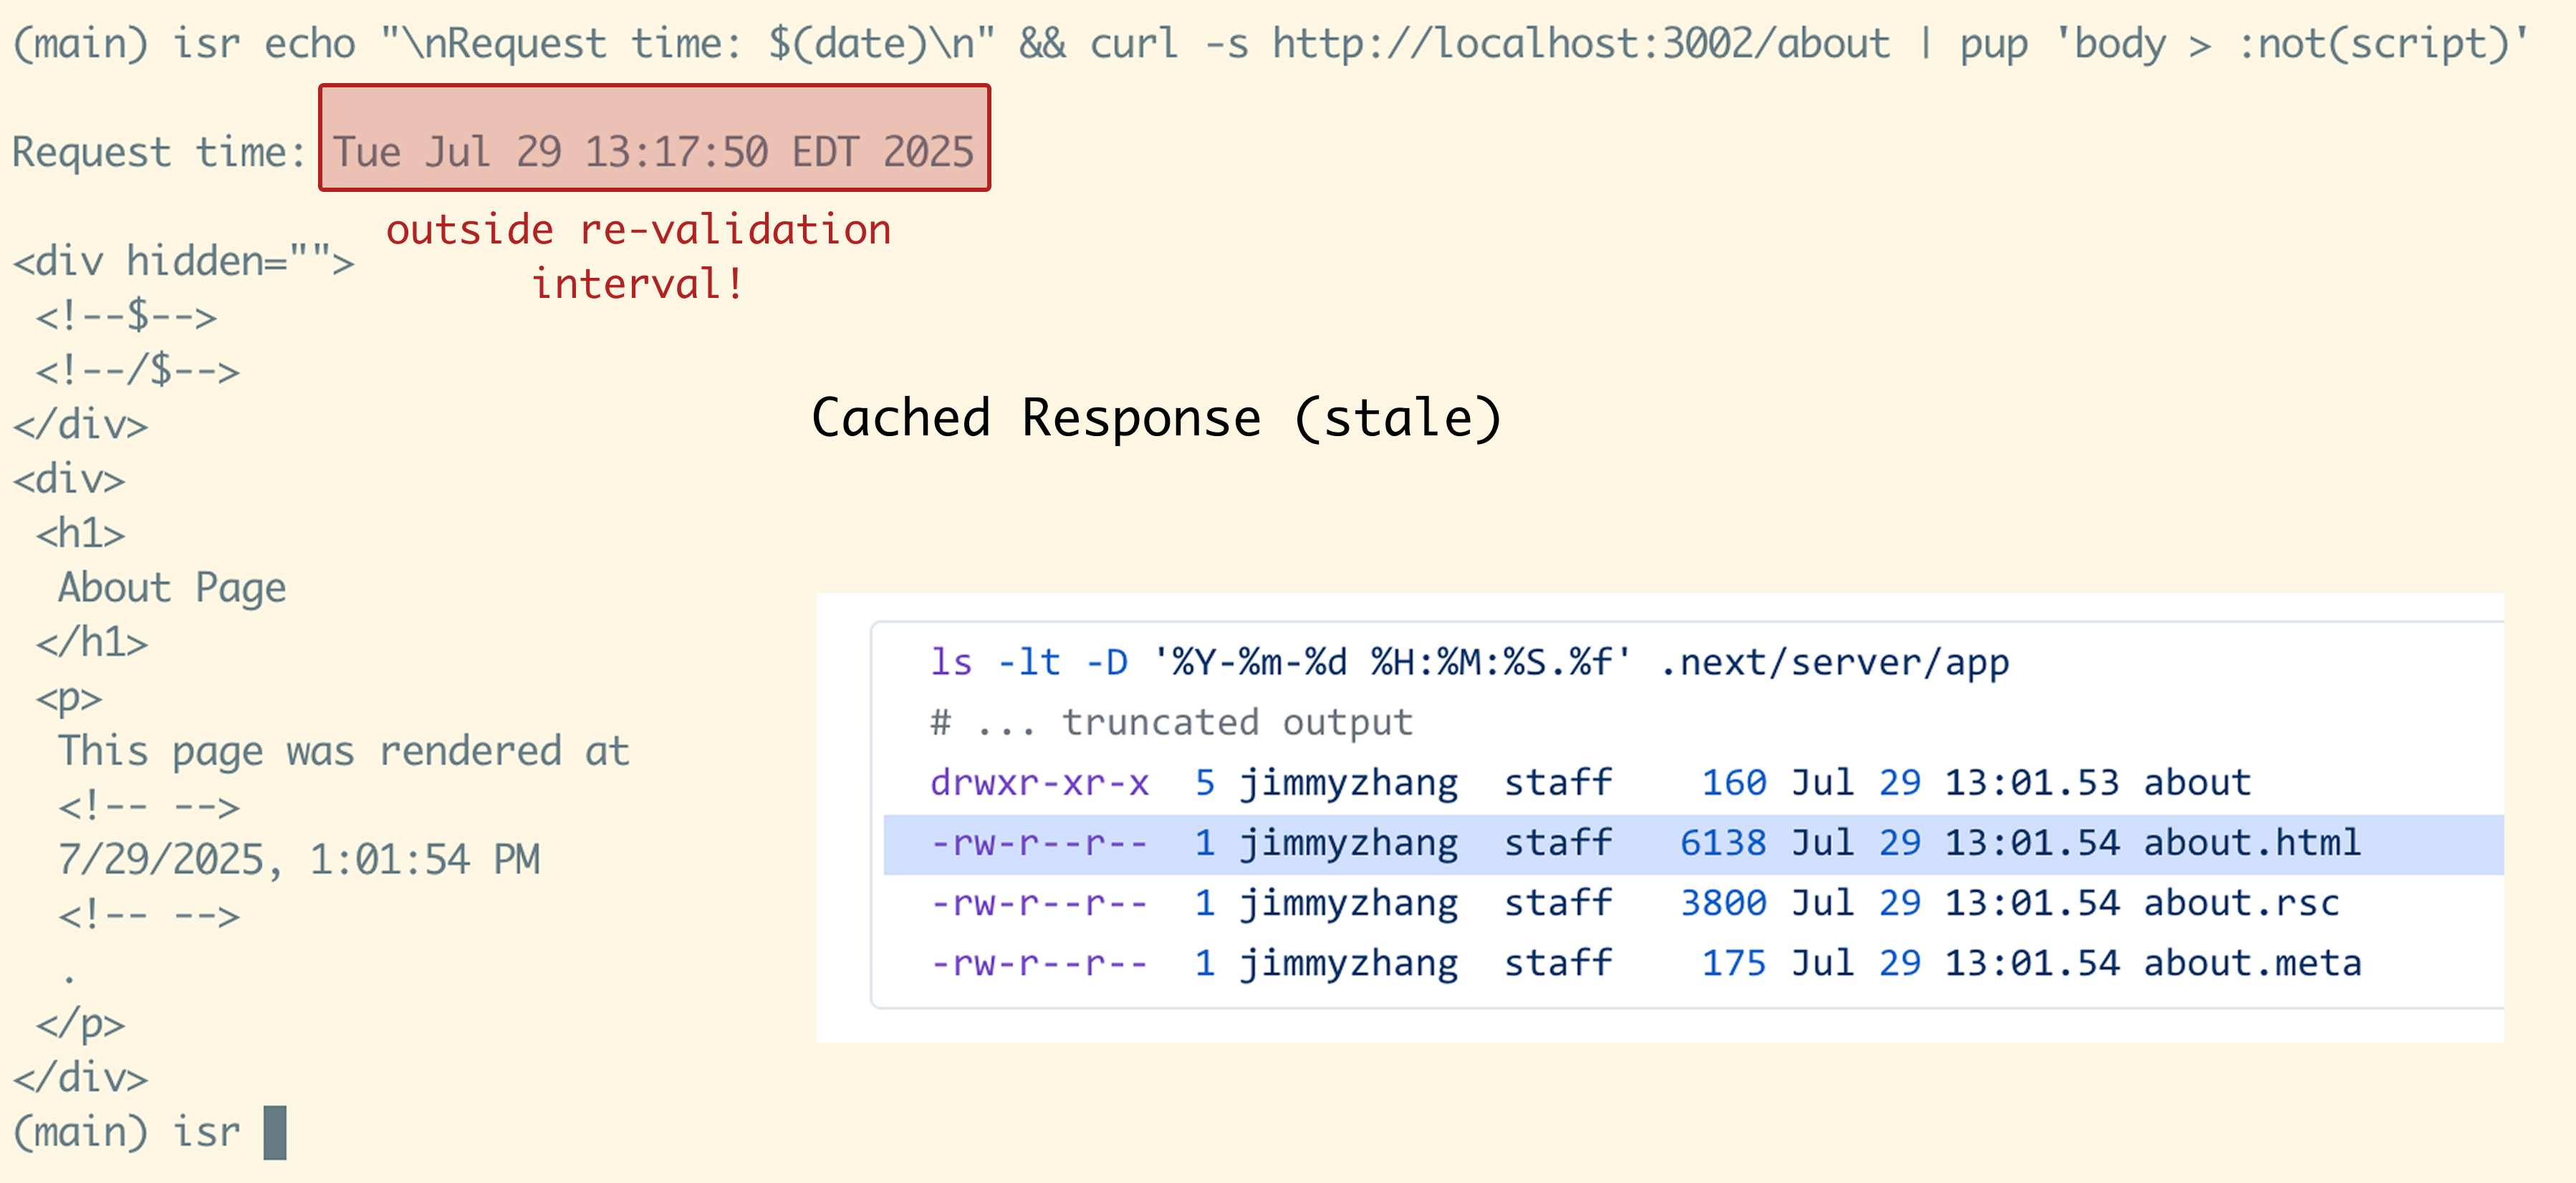 (main) isr echo "\nRequest time: $(date)\n" && curl -s http://localhost:3002/about | pup 'body > :not(script)'
Request time: Tue Jul 29 13:17:50 EDT 2025
outside re-validation
interval!
<div hidden="">
<!--$-->
<!--/$-->
</div>
<div>
<h1>
About Page
</h1>
<p>
This page was rendered at
<!-- -->
7/29/2025, 1:01:54 PM
<!-- -->
.
</p>
</div>
(main) isr
Cached Response (stale)
ls -lt -D '%Y-%m-%d %H:%M:%S.%f' .next/server/app
# ... truncated output
drwxr-xr-x 5 jimmyzhang staff 160 Jul 29 13:01.53 about
-rw-r--r-- 1 jimmyzhang staff 6138 Jul 29 13:01.54 about.html
-rw-r--r-- 1 jimmyzhang staff 3800 Jul 29 13:01.54 about.rsc
-rw-r--r-- 1 jimmyzhang staff 175 Jul 29 13:01.54 about.meta